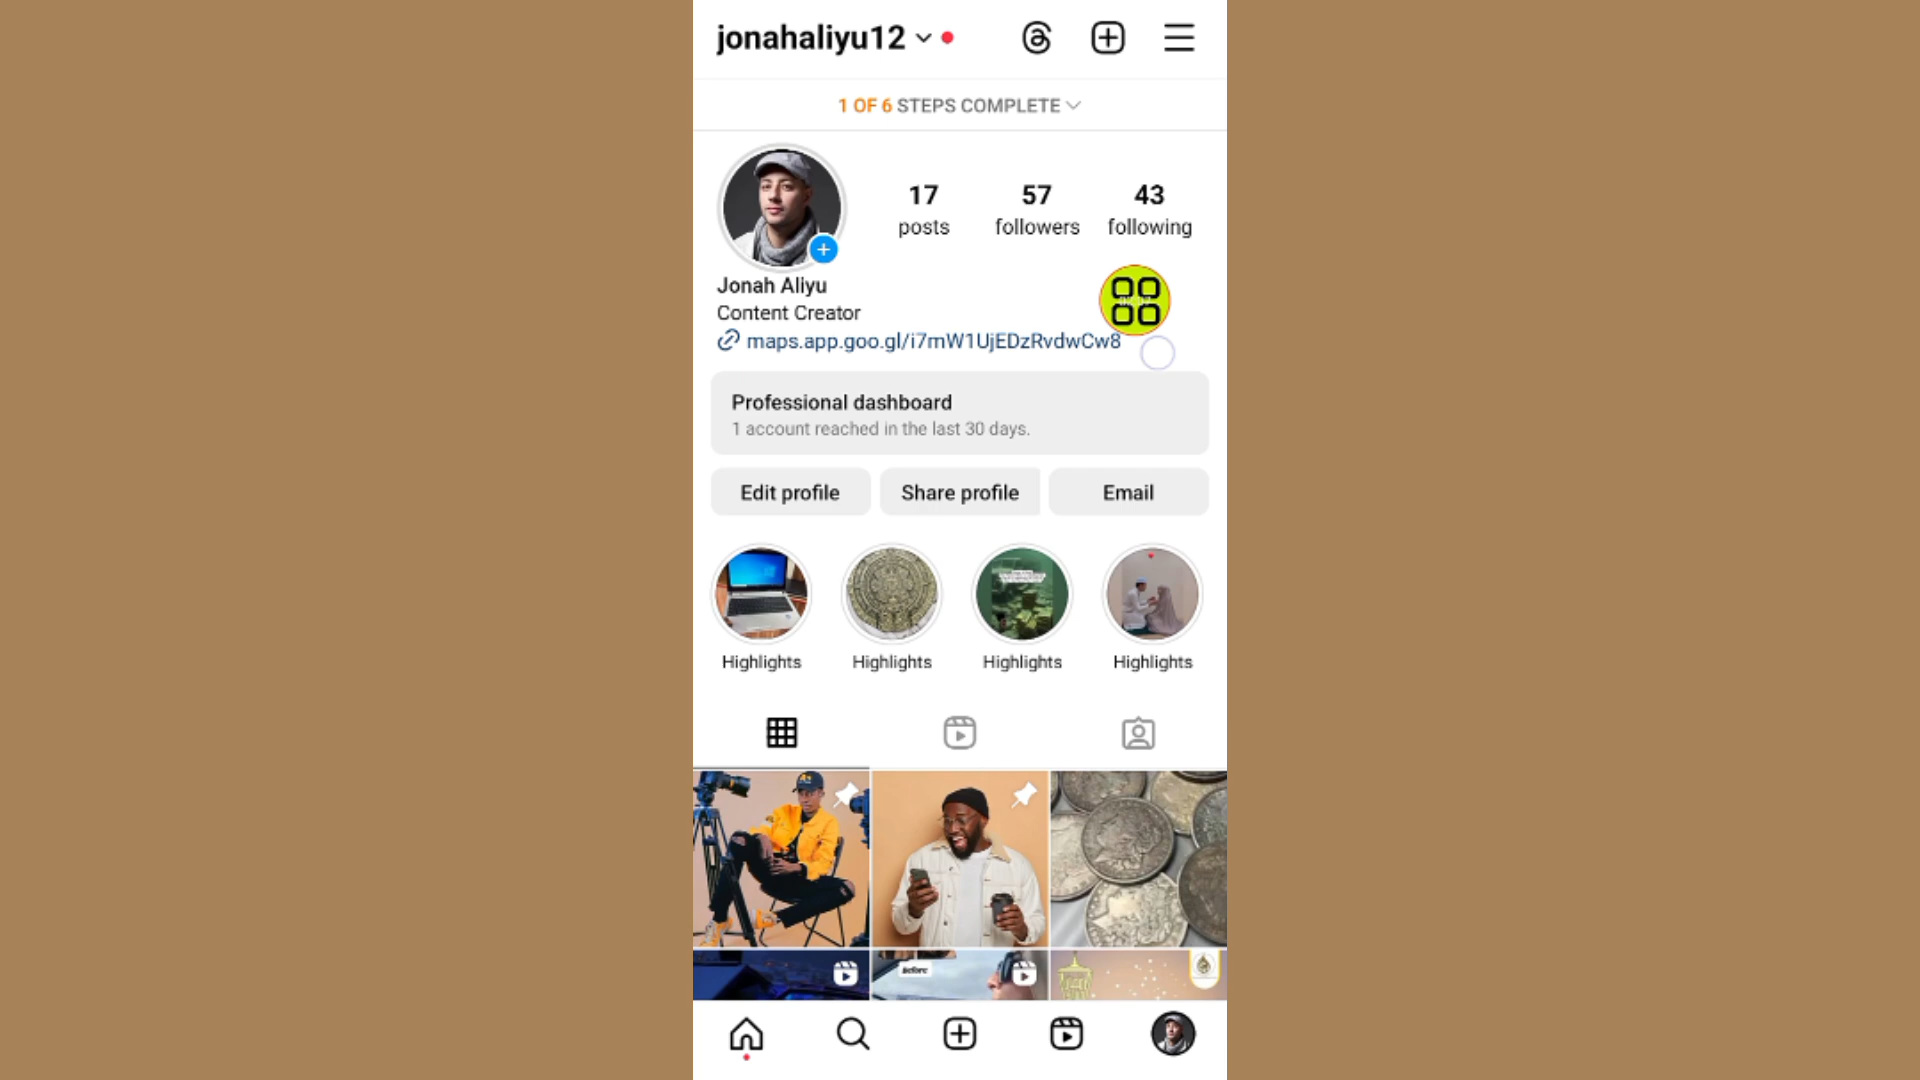 jonahaliyu12
1 OF 6 STEPS COMPLETE
17 57 43
posts followers following
Jonah Aliyu
Content Creator
maps.app.goo.gl/i7mW1UjEDzRvdwCw8
Professional dashboard
1 account reached in the last 30 days.
Edit profile Share profile Email
Highlights Highlights Highlights Highlights
Before